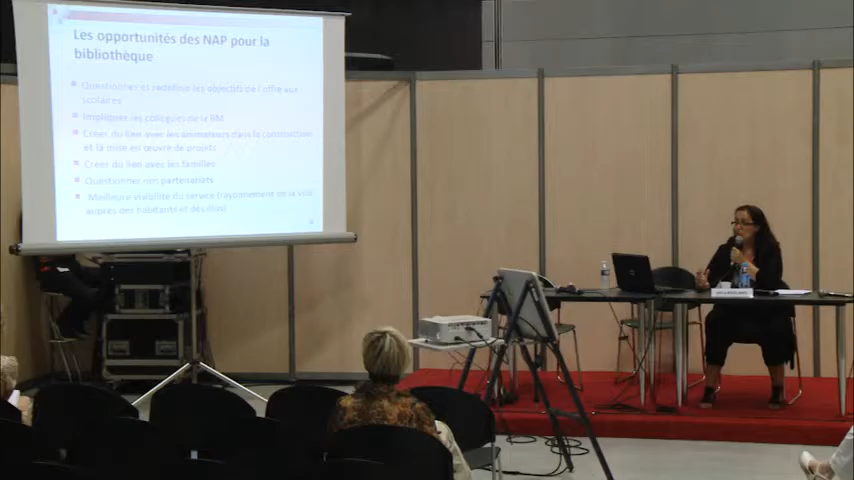 Les opportunités des NAP pour la
bibliothèque
Questionner et redéfinir les objectifs de l'offre aux
scolaires
Impliquer les collègues de la BM
Créer du lien avec les animateurs dans la construction
et la mise en œuvre de projets
Créer du lien avec les familles
Questionner nos partenariats
Meilleure visibilité du service (rayonnement de la
auprès des habitants et des élus)